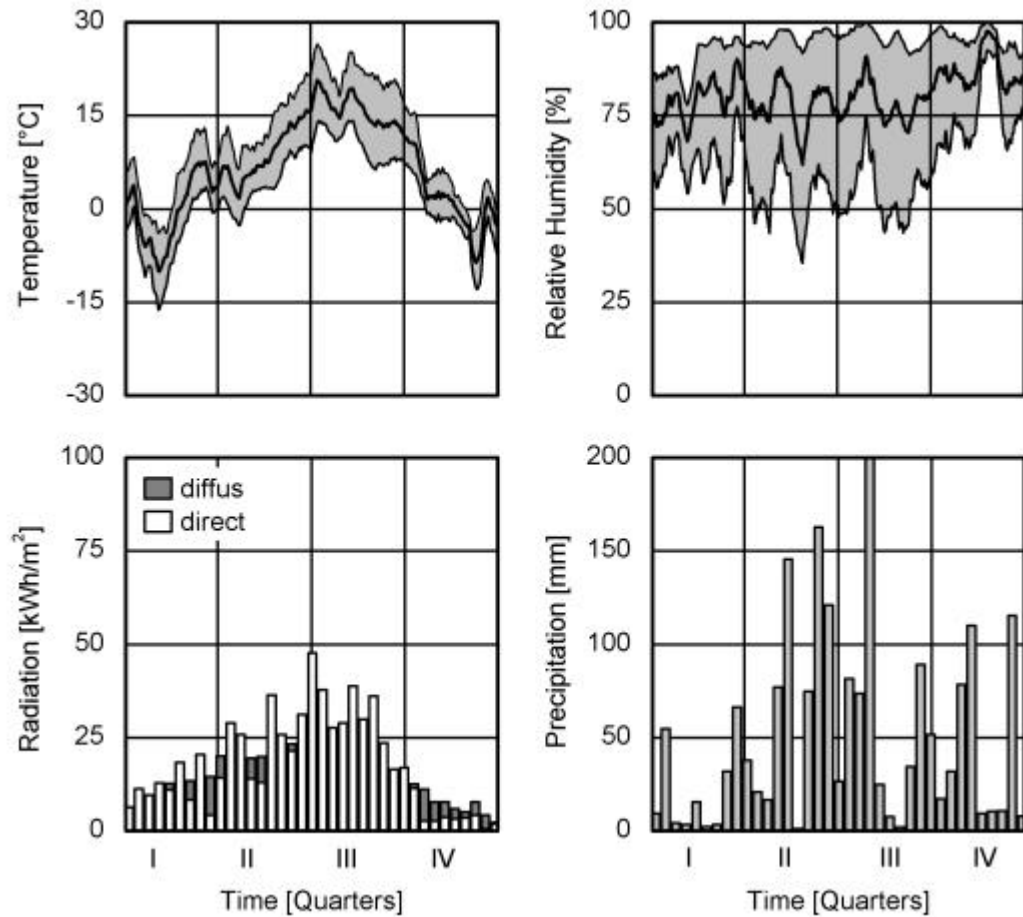 Temperature [°C]
30
15
0
-15
-30
Relative Humidity [%]
100
75
50
25
0
Radiation [kWh/m²]
100
75
50
25
0
diffus
direct
I II III IV
Time [Quarters]
Precipitation [mm]
200
150
100
50
0
I II III IV
Time [Quarters]